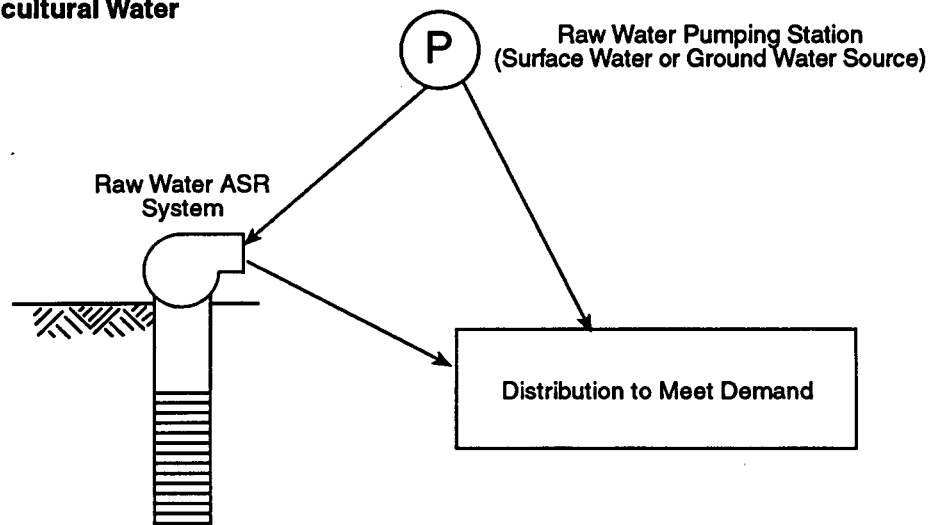 cultural Water
P
Raw Water Pumping Station
(Surface Water or Ground Water Source)
Raw Water ASR
System
Distribution to Meet Demand